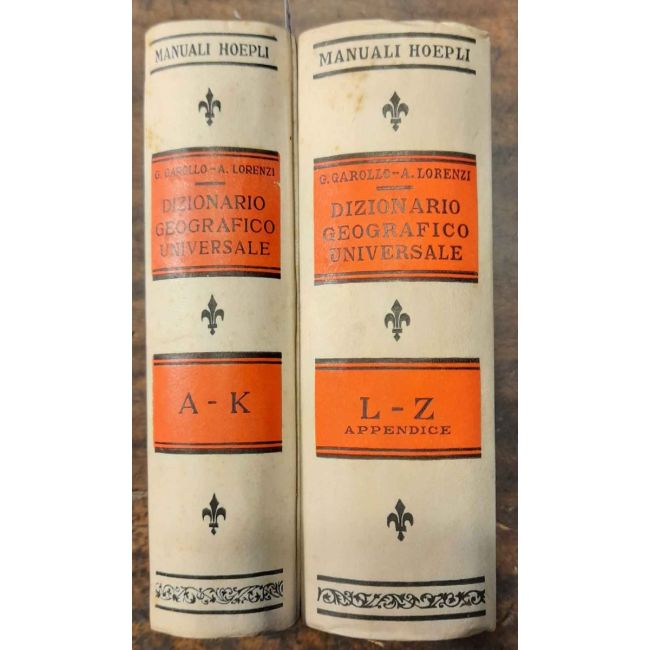 MANUALI HOEPLI
G. GAROLLO - A. LORENZI
DIZIONARIO
GEOGRAFICO
UNIVERSALE
A - K
MANUALI HOEPLI
G. GAROLLO - A. LORENZI
DIZIONARIO
GEOGRAFICO
UNIVERSALE
L - Z
APPENDICE